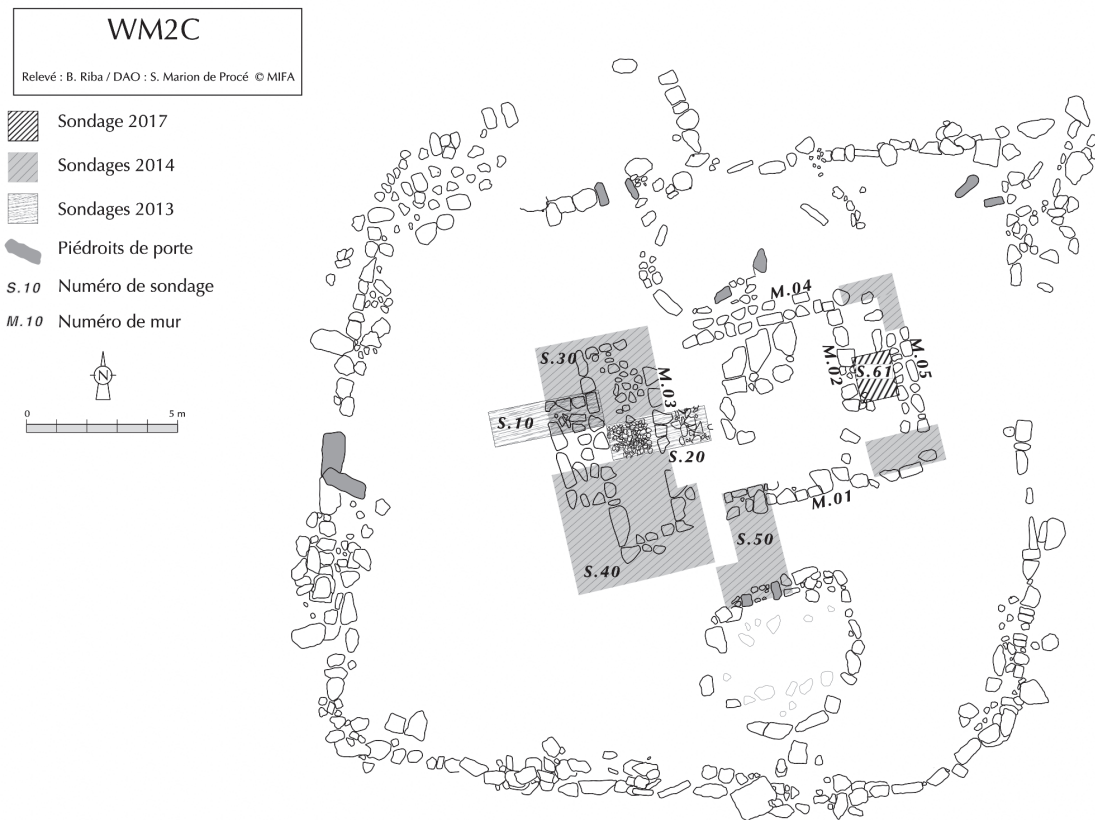 WM2C
Relevé : B. Riba / DAO : S. Marion de Procé © MIFA
Sondage 2017
Sondages 2014
Sondages 2013
Piédroits de porte
S.10 Numéro de sondage
M.10 Numéro de mur
N
0 5 m
M.04
S.30
M.03
M.02
S.61
M.05
S.10
S.20
M.01
S.50
S.40